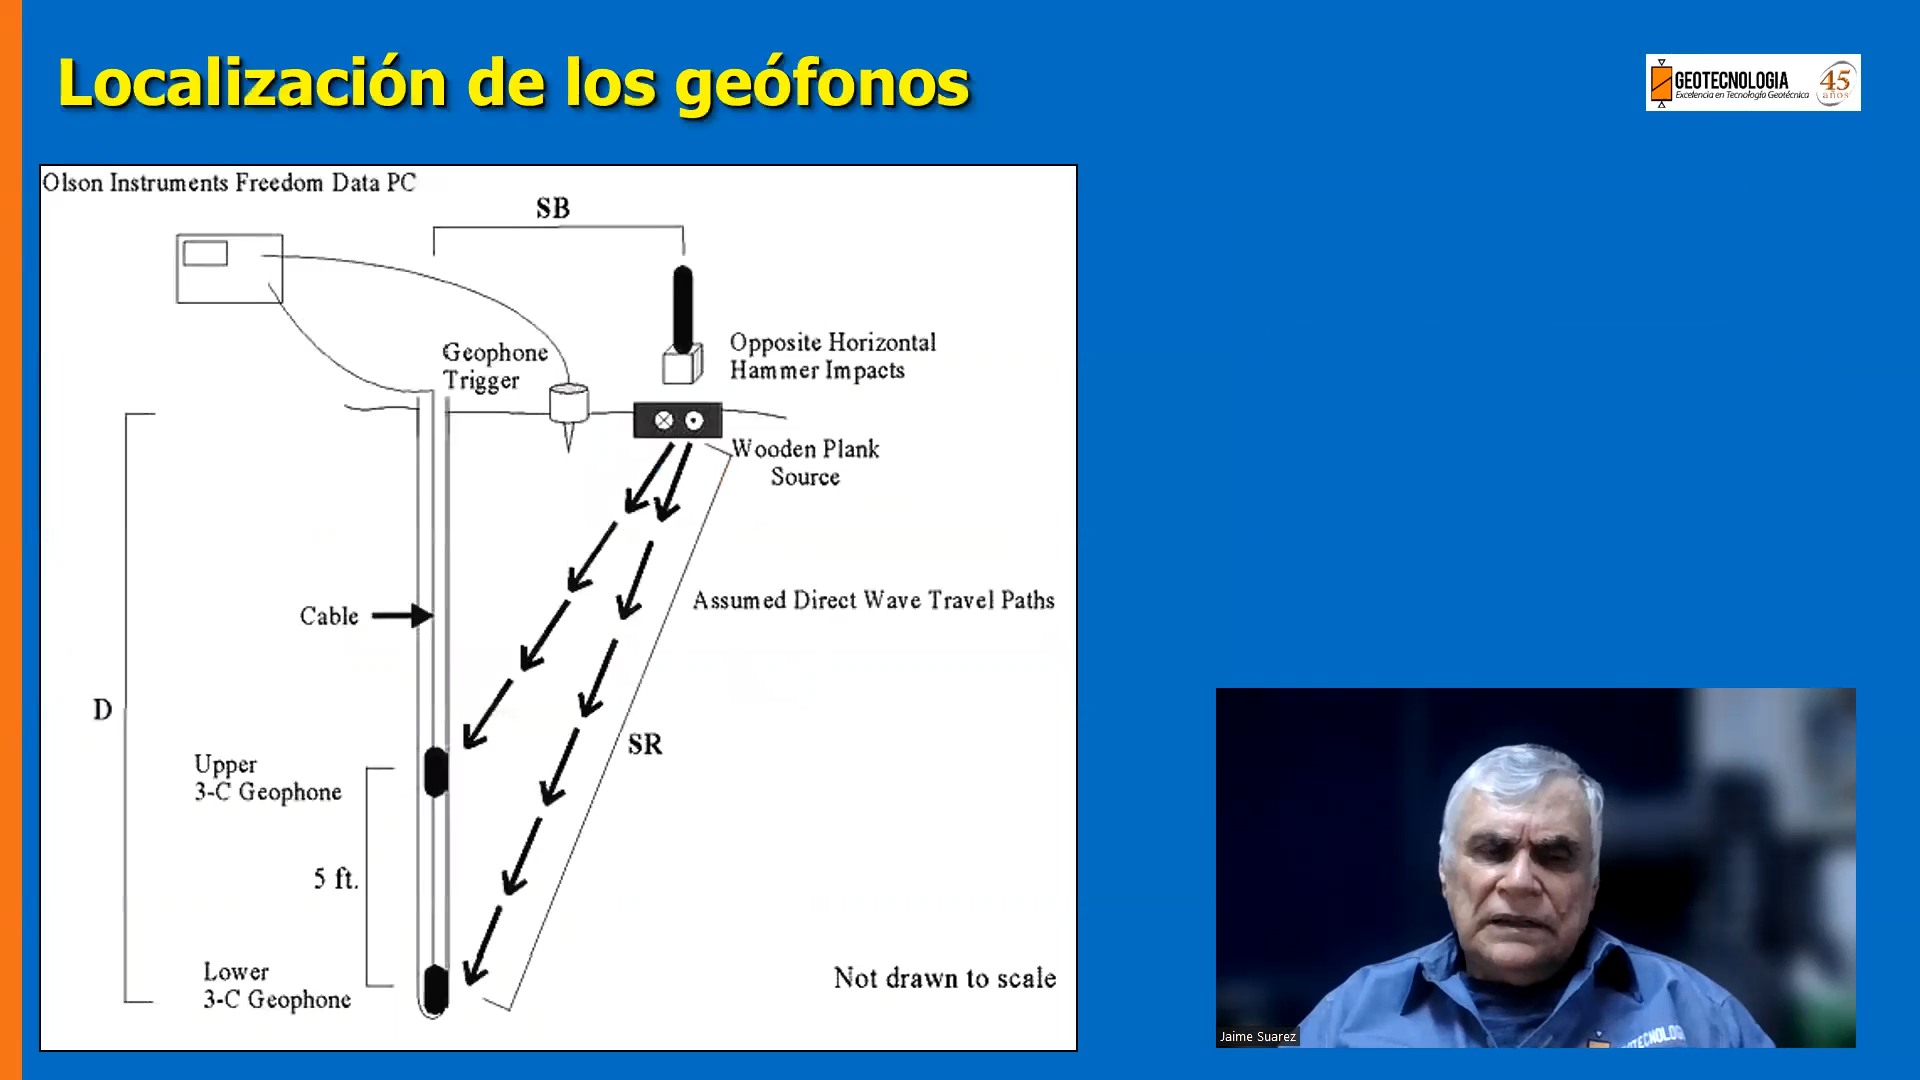 Localización de los geófonos
GEOTECNOLOGIA
Excelencia en Tecnología Geotécnica
45
años
Olson Instruments Freedom Data PC
SB
Geophone
Trigger
Opposite Horizontal
Hammer Impacts
Wooden Plank
Source
Cable
Assumed Direct Wave Travel Paths
D
SR
Upper
3-C Geophone
5 ft.
Lower
3-C Geophone
Not drawn to scale
Jaime Suarez